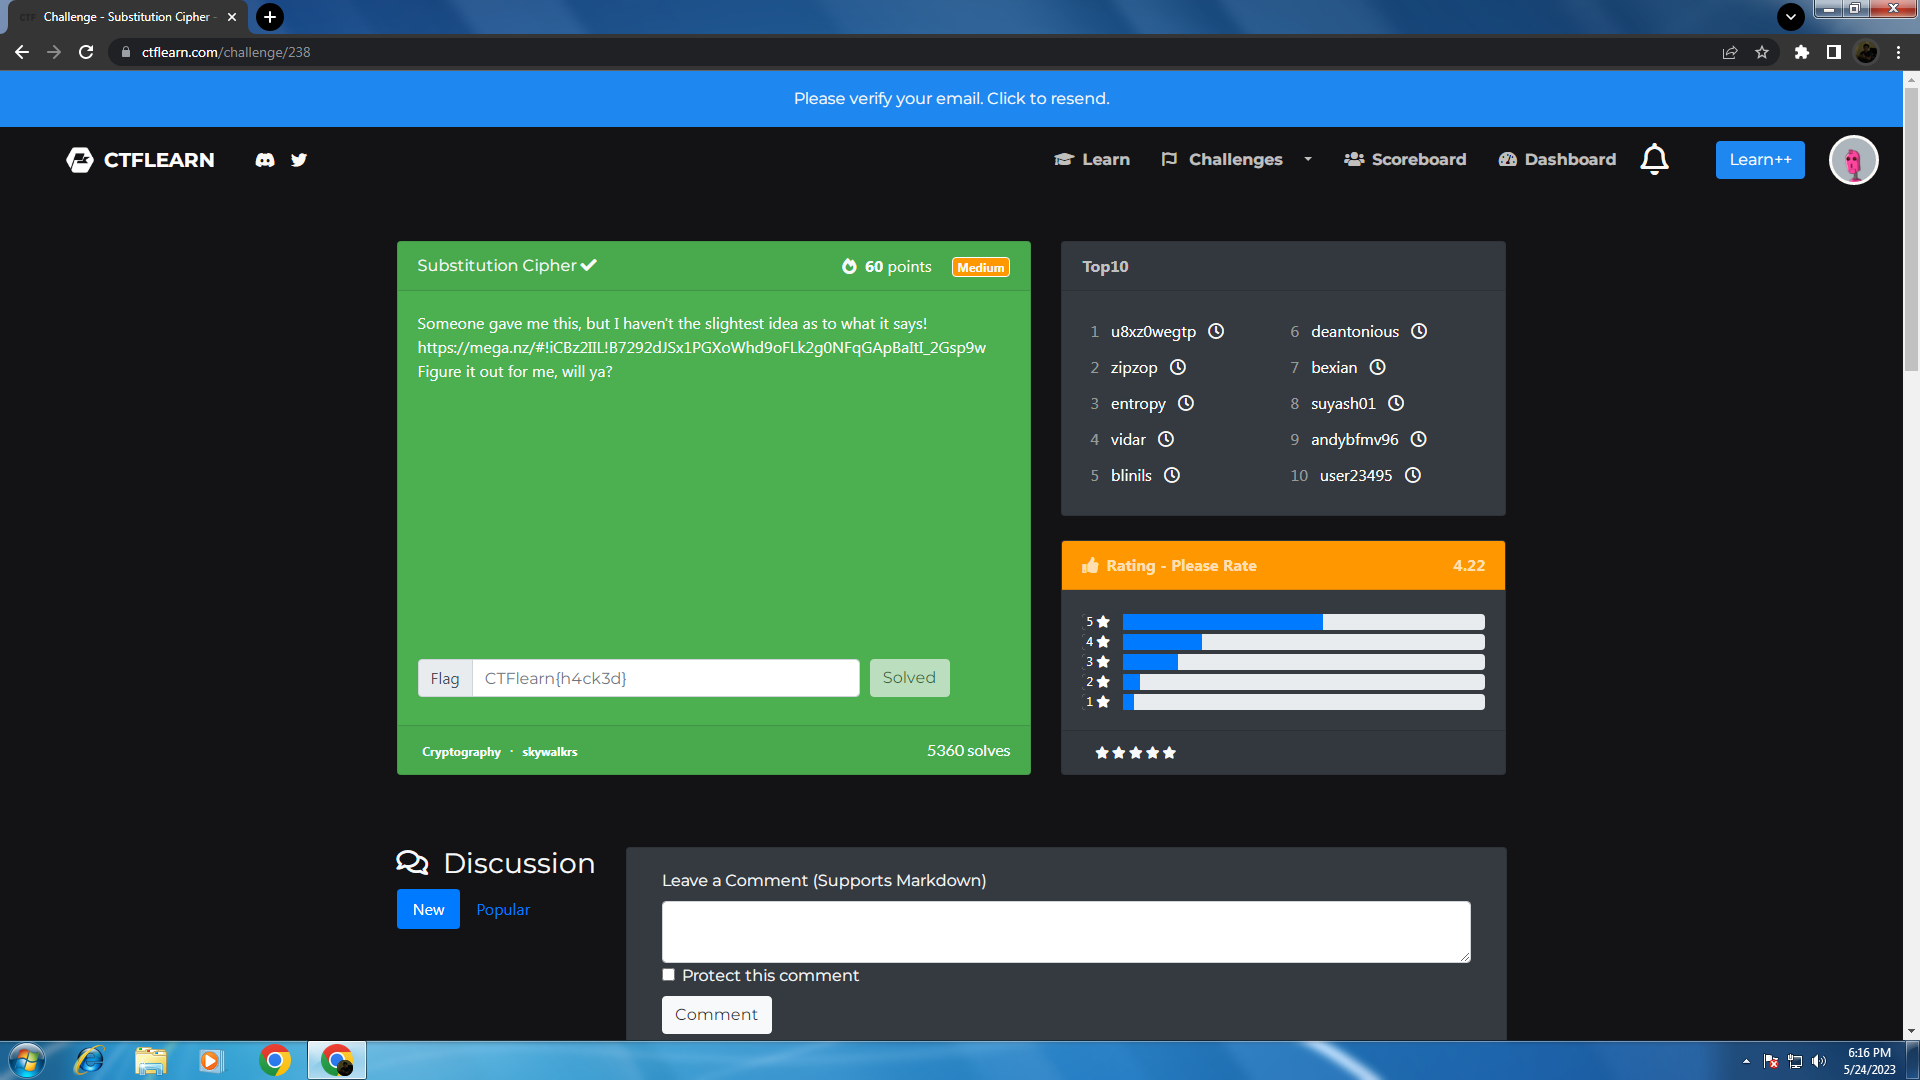 Challenge - Substitution Cipher -
ctflearn.com/challenge/238
Please verify your email. Click to resend.
CTFLEARN
Learn
Challenges
Scoreboard
Dashboard
Learn++
Substitution Cipher
60 points
Medium
Someone gave me this, but I haven't the slightest idea as to what it says!
https://mega.nz/#!iCBz2IIL!B7292dJSx1PGXoWhd9oFLk2g0NFqGApBaItI_2Gsp9w
Figure it out for me, will ya?
Flag
CTFlearn{h4ck3d}
Solved
Cryptography · skywalkrs
5360 solves
Top10
1 u8xz0wegtp
2 zipzop
3 entropy
4 vidar
5 blinils
6 deantonious
7 bexian
8 suyash01
9 andybfmv96
10 user23495
Rating - Please Rate
4.22
5
4
3
2
1
Discussion
New
Popular
Leave a Comment (Supports Markdown)
Protect this comment
Comment
6:16 PM
5/24/2023